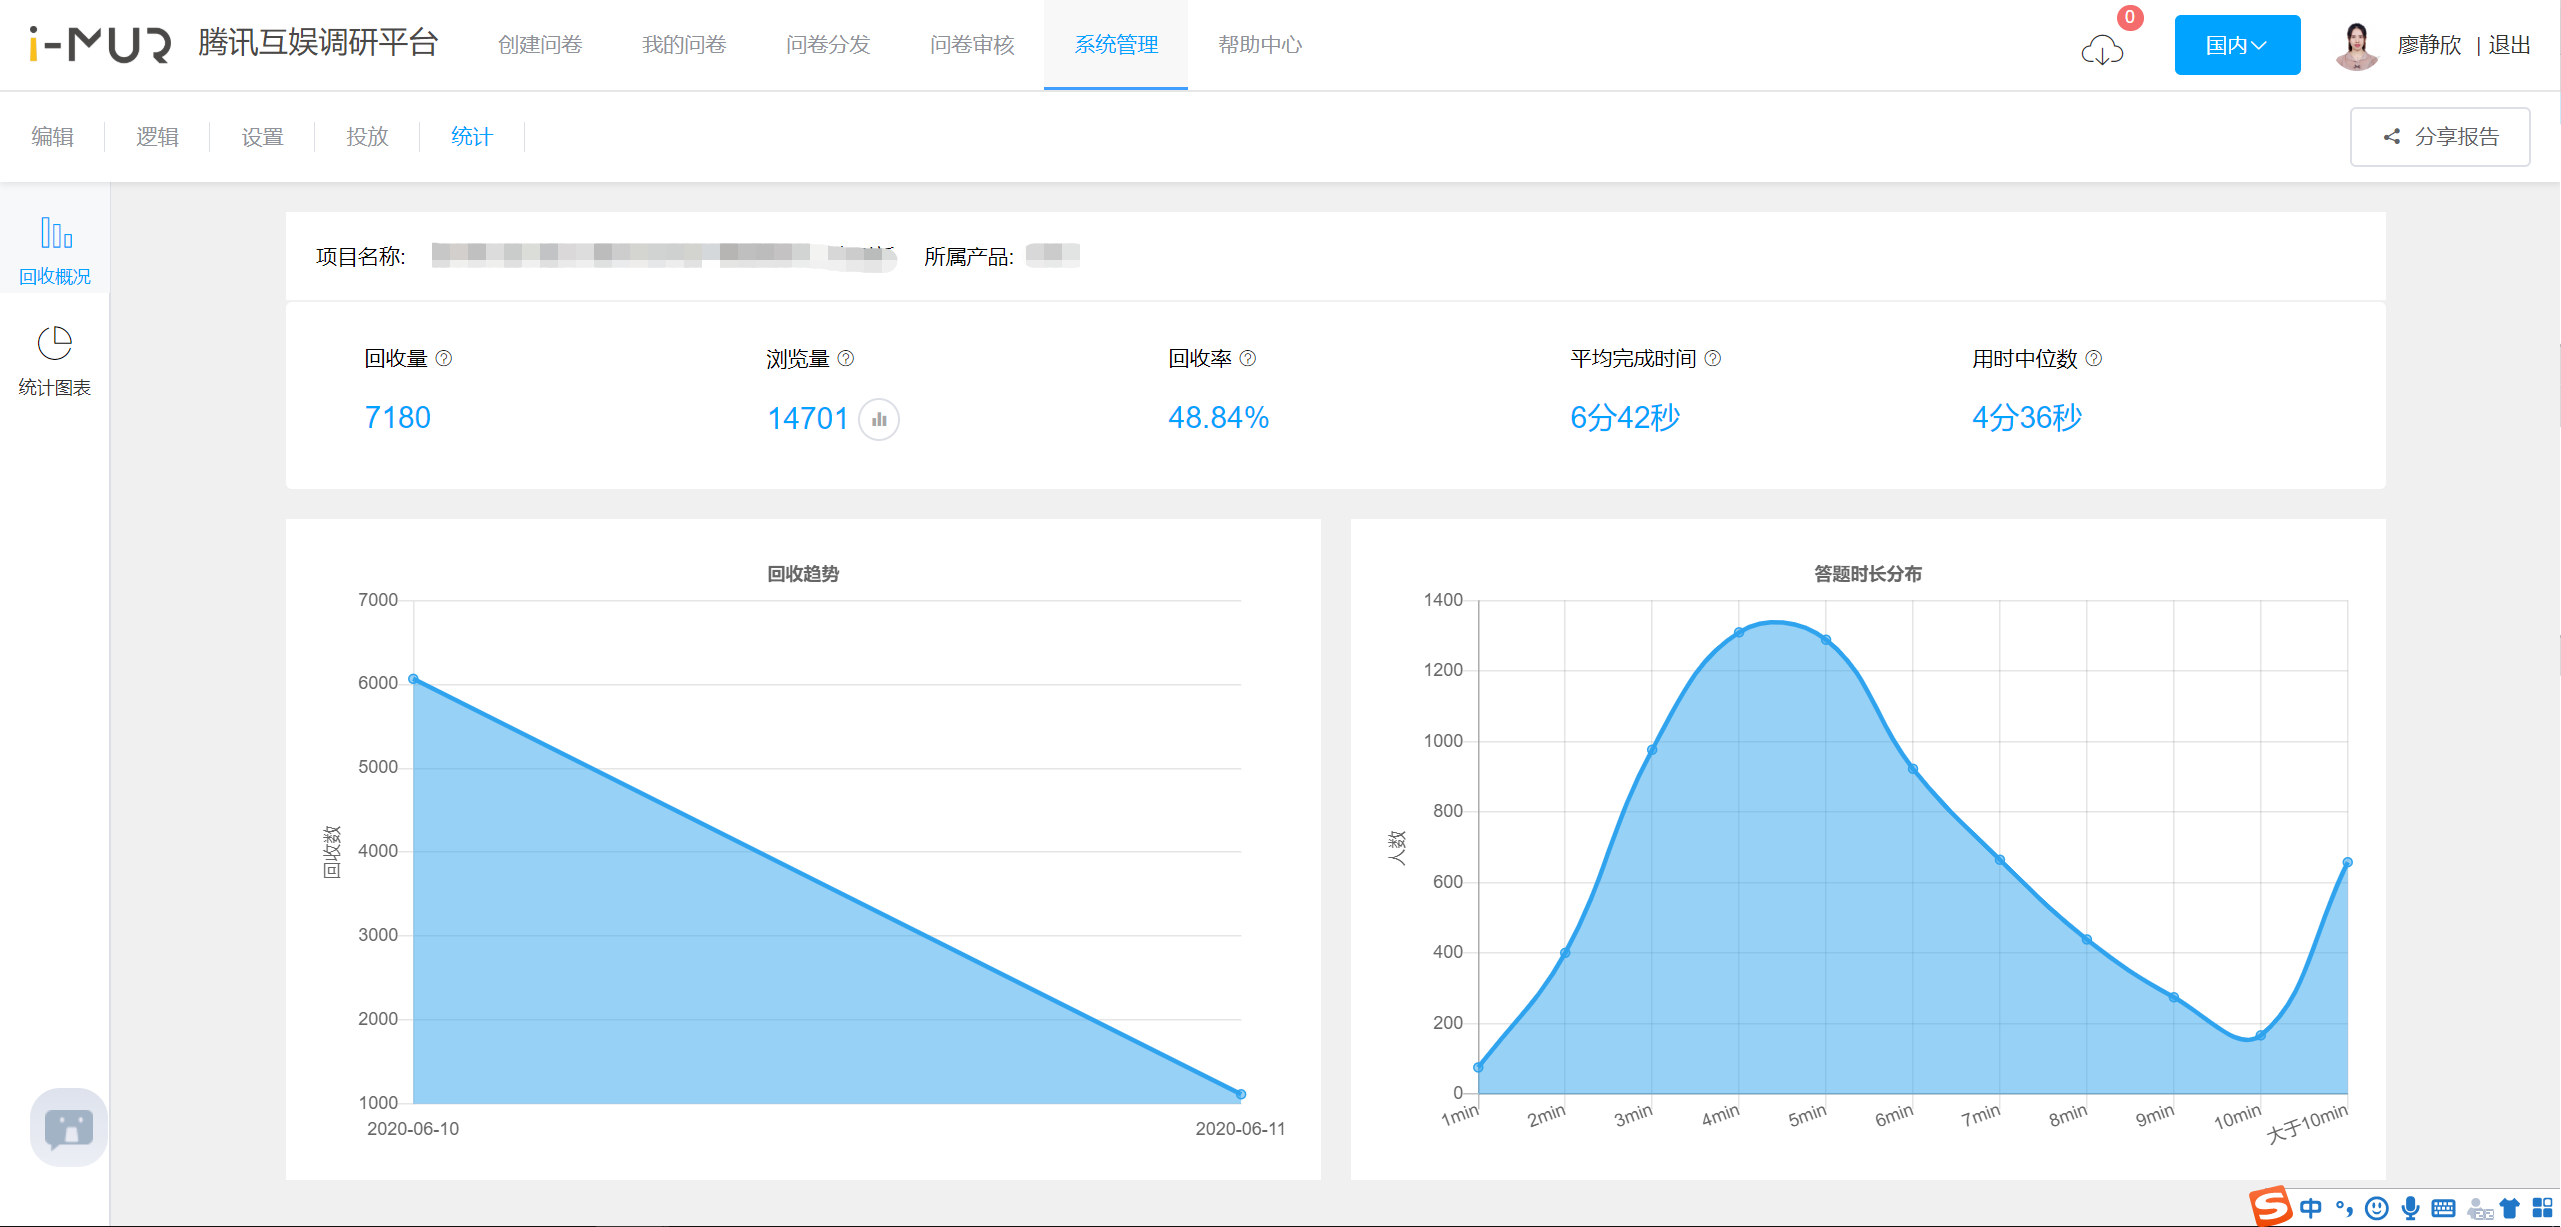 i-MUR 腾讯互娱调研平台 创建问卷 我的问卷 问卷分发 问卷审核 系统管理 帮助中心 0 国内 廖静欣 | 退出
编辑 逻辑 设置 投放 统计 分享报告
回收概况
统计图表
项目名称: 所属产品:
回收量 浏览量 回收率 平均完成时间 用时中位数
7180 14701 48.84% 6分42秒 4分36秒
回收趋势
7000
6000
5000
4000
3000
2000
1000
回收数
2020-06-10 2020-06-11
答题时长分布
1400
1200
1000
800
600
400
200
0
人数
1min 2min 3min 4min 5min 6min 7min 8min 9min 10min 大于10min
S 中 °,